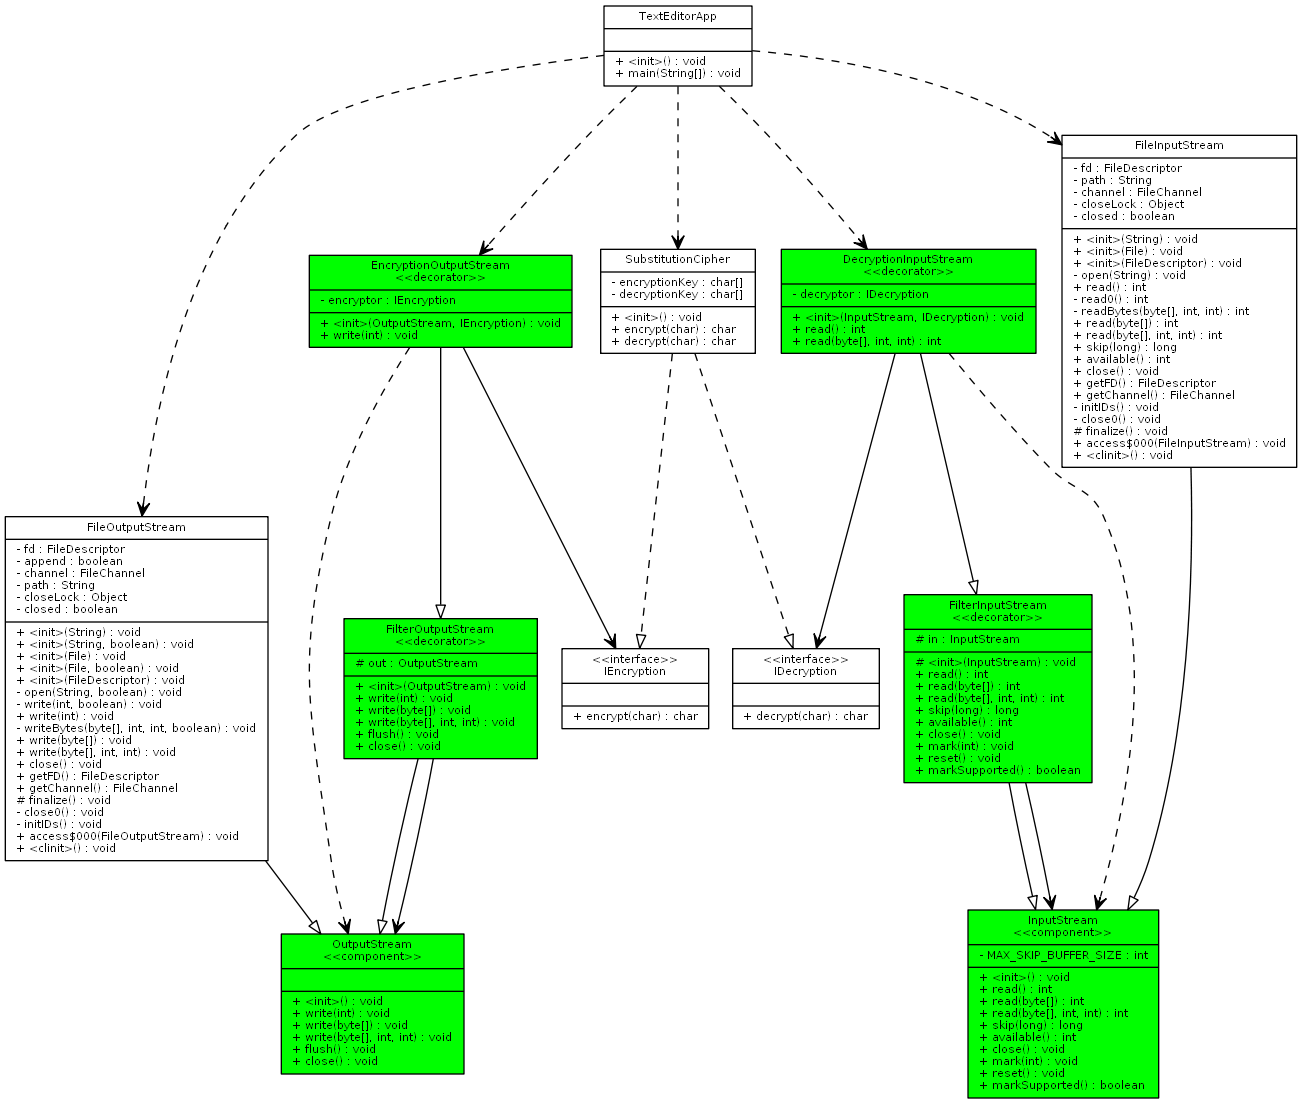 TextEditorApp
+ <init>() : void
+ main(String[]) : void
FileInputStream
- fd : FileDescriptor
- path : String
- channel : FileChannel
- closeLock : Object
- closed : boolean
+ <init>(String) : void
+ <init>(File) : void
+ <init>(FileDescriptor) : void
- open(String) : void
+ read() : int
- read0() : int
- readBytes(byte[], int, int) : int
+ read(byte[]) : int
+ read(byte[], int, int) : int
+ skip(long) : long
+ available() : int
+ close() : void
+ getFD() : FileDescriptor
+ getChannel() : FileChannel
- initIDs() : void
- close0() : void
# finalize() : void
+ access$000(FileInputStream) : void
+ <clinit>() : void
EncryptionOutputStream
<<decorator>>
- encryptor : IEncryption
+ <init>(OutputStream, IEncryption) : void
+ write(int) : void
SubstitutionCipher
- encryptionKey : char[]
- decryptionKey : char[]
+ <init>() : void
+ encrypt(char) : char
+ decrypt(char) : char
DecryptionInputStream
<<decorator>>
- decryptor : IDecryption
+ <init>(InputStream, IDecryption) : void
+ read() : int
+ read(byte[], int, int) : int
FileOutputStream
- fd : FileDescriptor
- append : boolean
- channel : FileChannel
- path : String
- closeLock : Object
- closed : boolean
+ <init>(String) : void
+ <init>(String, boolean) : void
+ <init>(File) : void
+ <init>(File, boolean) : void
+ <init>(FileDescriptor) : void
- open(String, boolean) : void
- write(int, boolean) : void
+ write(int) : void
- writeBytes(byte[], int, int, boolean) : void
+ write(byte[]) : void
+ write(byte[], int, int) : void
+ close() : void
+ getFD() : FileDescriptor
+ getChannel() : FileChannel
# finalize() : void
- close0() : void
- initIDs() : void
+ access$000(FileOutputStream) : void
+ <clinit>() : void
FilterOutputStream
<<decorator>>
# out : OutputStream
+ <init>(OutputStream) : void
+ write(int) : void
+ write(byte[]) : void
+ write(byte[], int, int) : void
+ flush() : void
+ close() : void
<<interface>>
IEncryption
+ encrypt(char) : char
<<interface>>
IDecryption
+ decrypt(char) : char
FilterInputStream
<<decorator>>
# in : InputStream
# <init>(InputStream) : void
+ read() : int
+ read(byte[]) : int
+ read(byte[], int, int) : int
+ skip(long) : long
+ available() : int
+ close() : void
+ mark(int) : void
+ reset() : void
+ markSupported() : boolean
OutputStream
<<component>>
+ <init>() : void
+ write(int) : void
+ write(byte[]) : void
+ write(byte[], int, int) : void
+ flush() : void
+ close() : void
InputStream
<<component>>
- MAX_SKIP_BUFFER_SIZE : int
+ <init>() : void
+ read() : int
+ read(byte[]) : int
+ read(byte[], int, int) : int
+ skip(long) : long
+ available() : int
+ close() : void
+ mark(int) : void
+ reset() : void
+ markSupported() : boolean